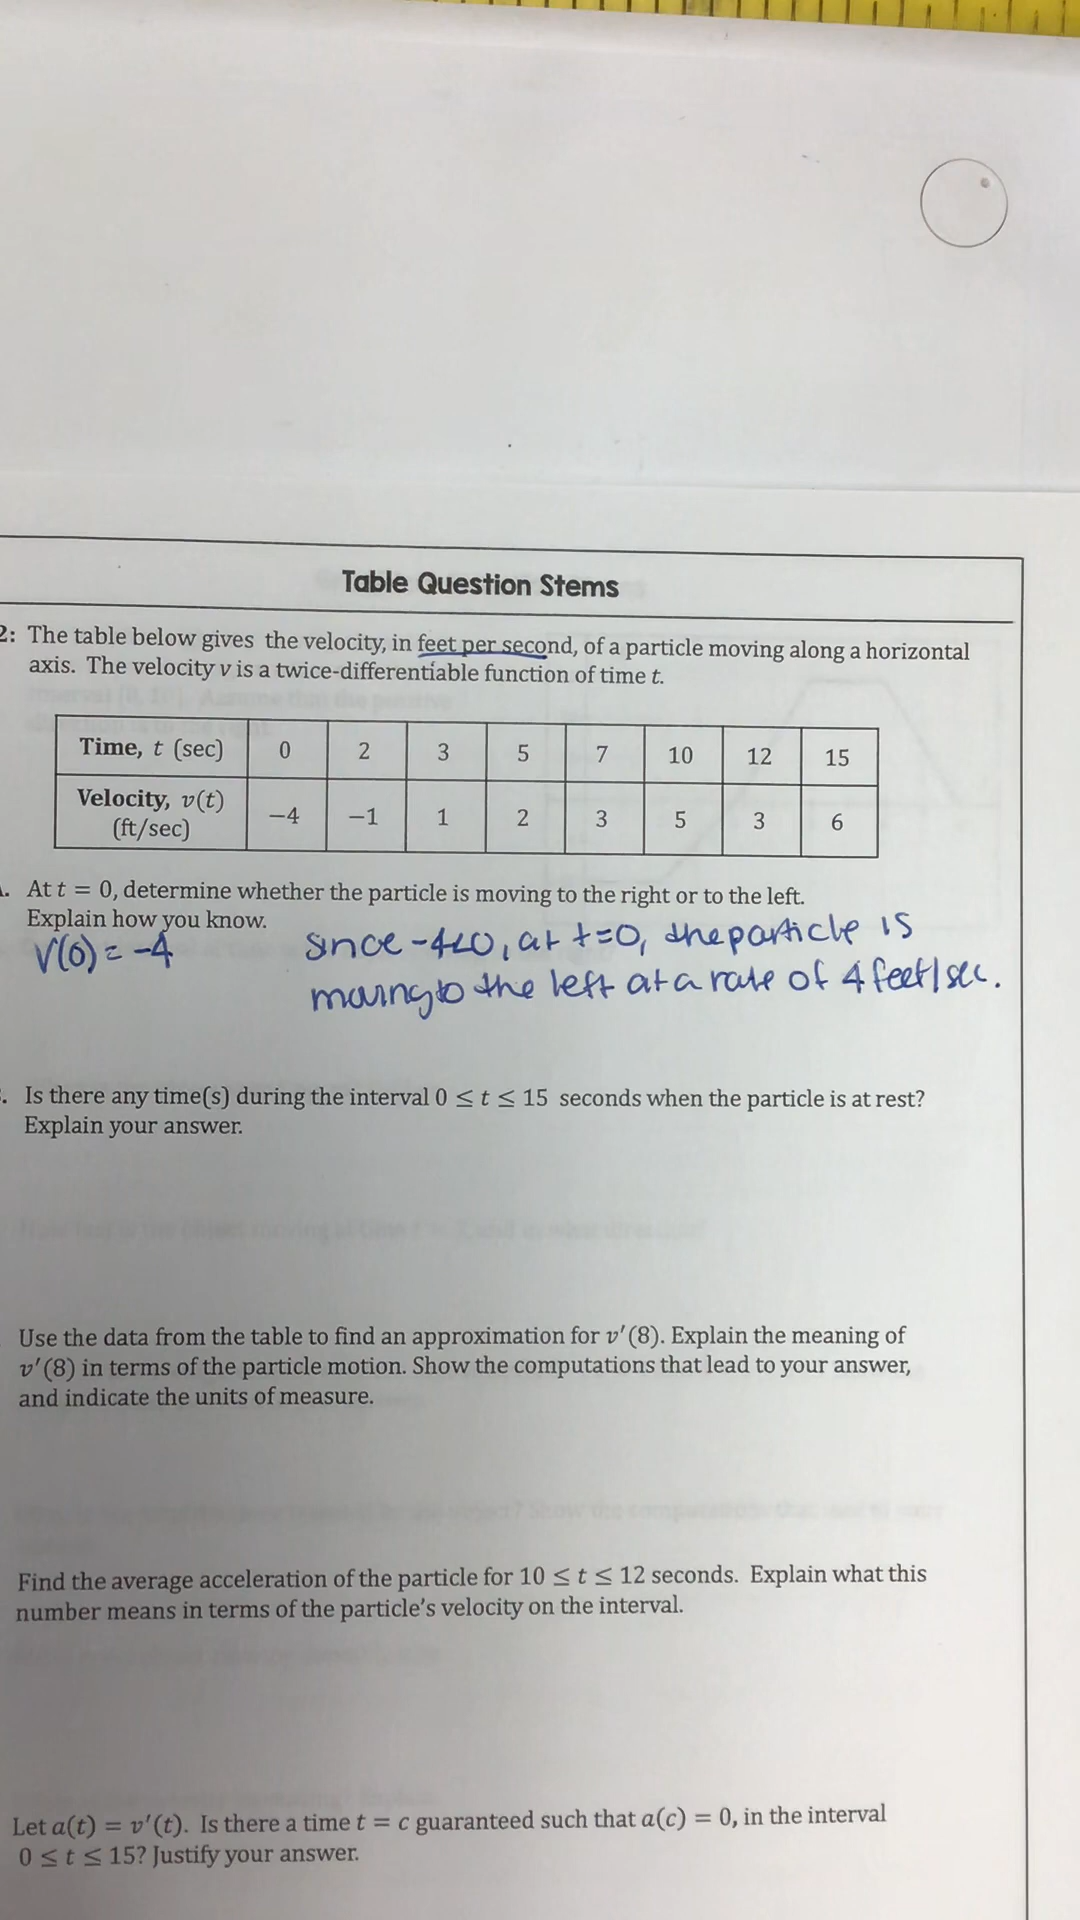 Table Question Stems
2: The table below gives the velocity, in feet per second, of a particle moving along a horizontal
axis. The velocity v is a twice-differentiable function of time t.
Time, t (sec) 0 2 3 5 7 10 12 15
Velocity, v(t) (ft/sec) −4 −1 1 2 3 5 3 6
At t = 0, determine whether the particle is moving to the right or to the left.
Explain how you know.
v(0) = -4
since -4<0, at t=0, the particle is
moving to the left at a rate of 4 feet/sec.
. Is there any time(s) during the interval 0 ≤ t ≤ 15 seconds when the particle is at rest?
Explain your answer.
Use the data from the table to find an approximation for v′(8). Explain the meaning of
v′(8) in terms of the particle motion. Show the computations that lead to your answer,
and indicate the units of measure.
Find the average acceleration of the particle for 10 ≤ t ≤ 12 seconds. Explain what this
number means in terms of the particle's velocity on the interval.
Let a(t) = v′(t). Is there a time t = c guaranteed such that a(c) = 0, in the interval
0 ≤ t ≤ 15? Justify your answer.